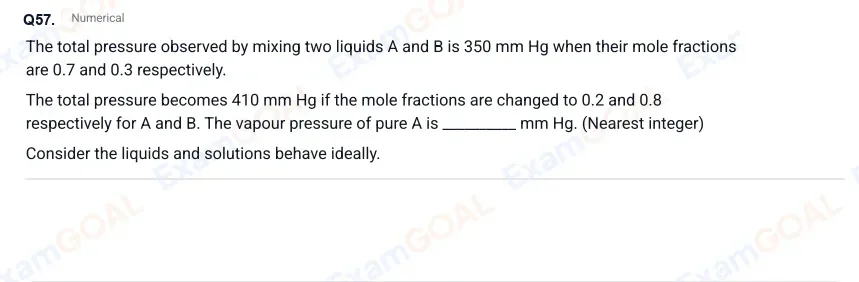 Q57. Numerical
The total pressure observed by mixing two liquids A and B is 350 mm Hg when their mole fractions
are 0.7 and 0.3 respectively.
The total pressure becomes 410 mm Hg if the mole fractions are changed to 0.2 and 0.8
respectively for A and B. The vapour pressure of pure A is ________ mm Hg. (Nearest integer)
Consider the liquids and solutions behave ideally.
ExamGOAL
ExamGOAL